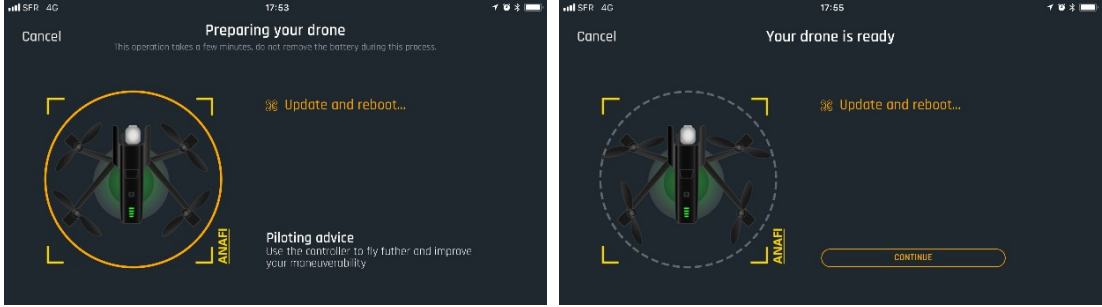 SFR 4G 17:53
Cancel
Preparing your drone
This operation takes a few minutes, do not remove the battery during this process.
Update and reboot...
ANAFI
Piloting advice
Use the controller to fly futher and improve
your maneuverability
SFR 4G 17:55
Cancel
Your drone is ready
Update and reboot...
ANAFI
CONTINUE